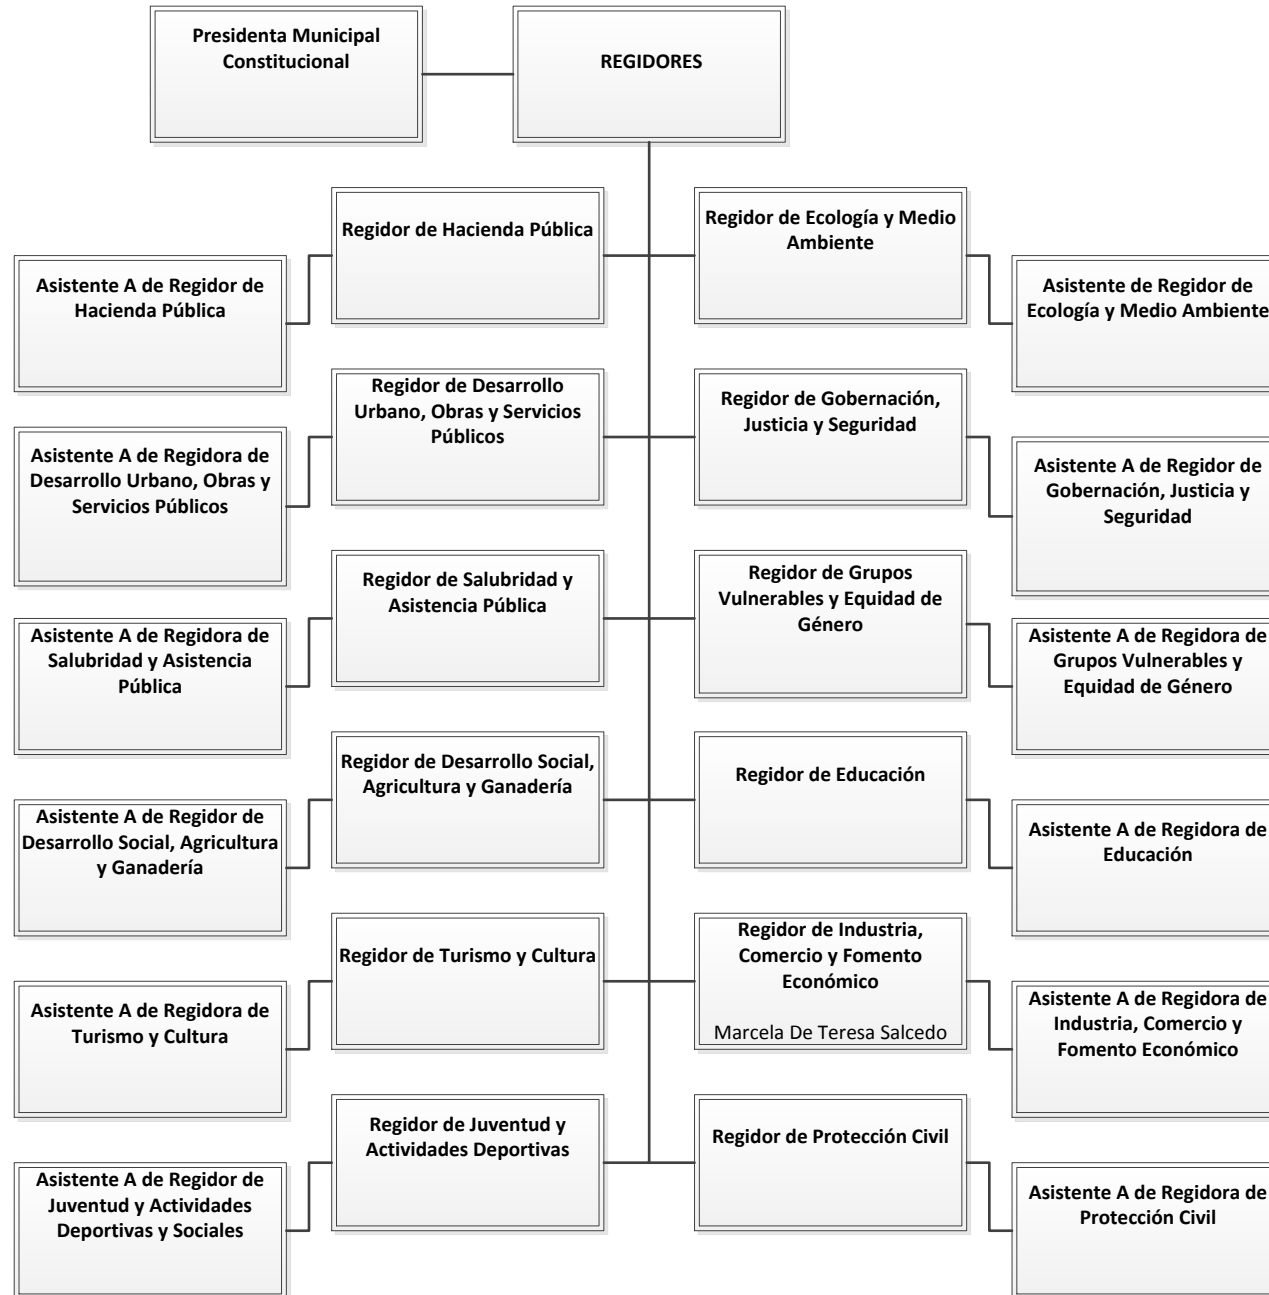 Presidenta Municipal
Constitucional
REGIDORES
Regidor de Hacienda Pública
Regidor de Ecología y Medio
Ambiente
Asistente A de Regidor de
Hacienda Pública
Asistente de Regidor de
Ecología y Medio Ambiente
Regidor de Desarrollo
Urbano, Obras y Servicios
Públicos
Regidor de Gobernación,
Justicia y Seguridad
Asistente A de Regidora de
Desarrollo Urbano, Obras y
Servicios Públicos
Asistente A de Regidor de
Gobernación, Justicia y
Seguridad
Regidor de Salubridad y
Asistencia Pública
Regidor de Grupos
Vulnerables y Equidad de
Género
Asistente A de Regidora de
Salubridad y Asistencia
Pública
Asistente A de Regidora de
Grupos Vulnerables y
Equidad de Género
Regidor de Desarrollo Social,
Agricultura y Ganadería
Regidor de Educación
Asistente A de Regidor de
Desarrollo Social, Agricultura
y Ganadería
Asistente A de Regidora de
Educación
Regidor de Turismo y Cultura
Regidor de Industria,
Comercio y Fomento
Económico
Marcela De Teresa Salcedo
Asistente A de Regidora de
Turismo y Cultura
Asistente A de Regidora de
Industria, Comercio y
Fomento Económico
Regidor de Juventud y
Actividades Deportivas
Regidor de Protección Civil
Asistente A de Regidor de
Juventud y Actividades
Deportivas y Sociales
Asistente A de Regidora de
Protección Civil